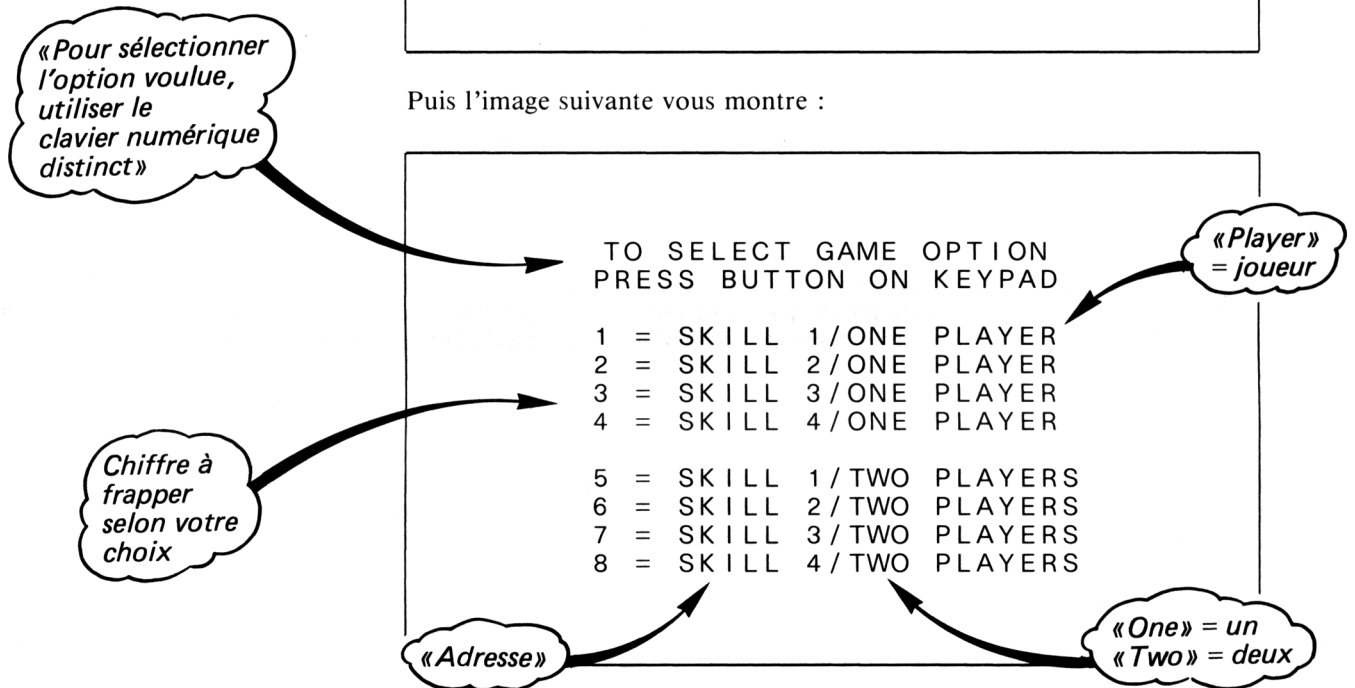 «Pour sélectionner
l'option voulue,
utiliser le
clavier numérique
distinct»
Puis l'image suivante vous montre :
TO SELECT GAME OPTION
PRESS BUTTON ON KEYPAD
«Player»
= joueur
1 = SKILL 1/ONE PLAYER
2 = SKILL 2/ONE PLAYER
3 = SKILL 3/ONE PLAYER
4 = SKILL 4/ONE PLAYER
Chiffre à
frapper
selon votre
choix
5 = SKILL 1/TWO PLAYERS
6 = SKILL 2/TWO PLAYERS
7 = SKILL 3/TWO PLAYERS
8 = SKILL 4/TWO PLAYERS
«Adresse»
«One» = un
«Two» = deux